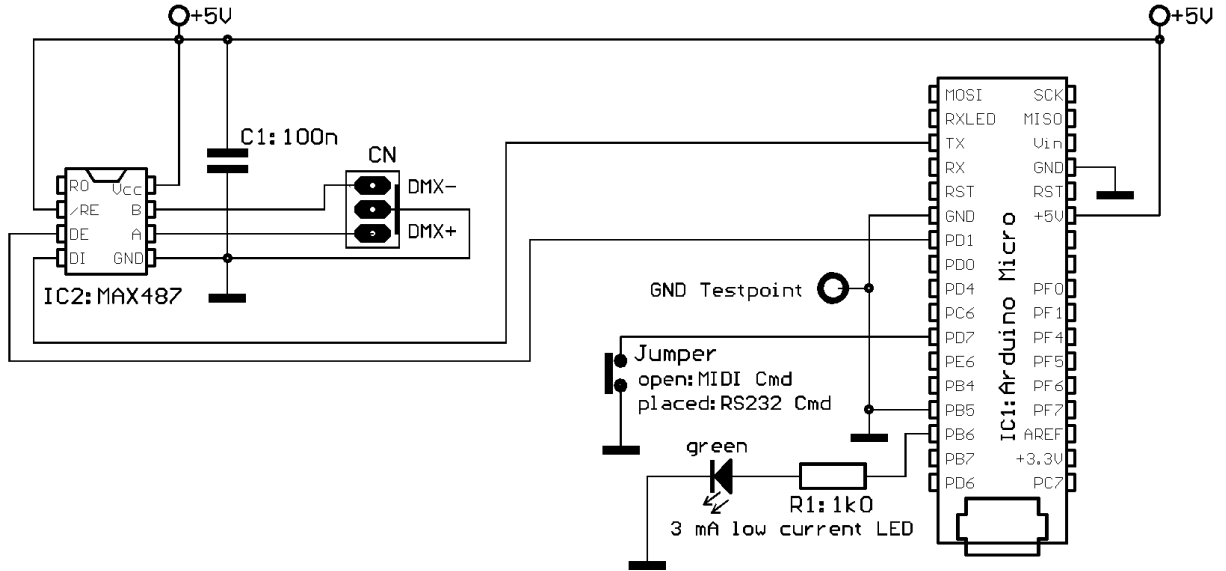 +5V
+5V
C1:100n
CN
DMX-
DMX+
RO
/RE
DE
DI
Vcc
B
A
GND
IC2:MAX487
GND Testpoint
Jumper
open:MIDI Cmd
placed:RS232 Cmd
green
R1:1k0
3 mA low current LED
MOSI
RXLED
TX
RX
RST
GND
PD1
PD0
PD4
PC6
PD7
PE6
PB4
PB5
PB6
PB7
PD6
IC1:Arduino Micro
SCK
MISO
Vin
GND
RST
+5V
PF0
PF1
PF4
PF5
PF6
PF7
AREF
+3.3V
PC7